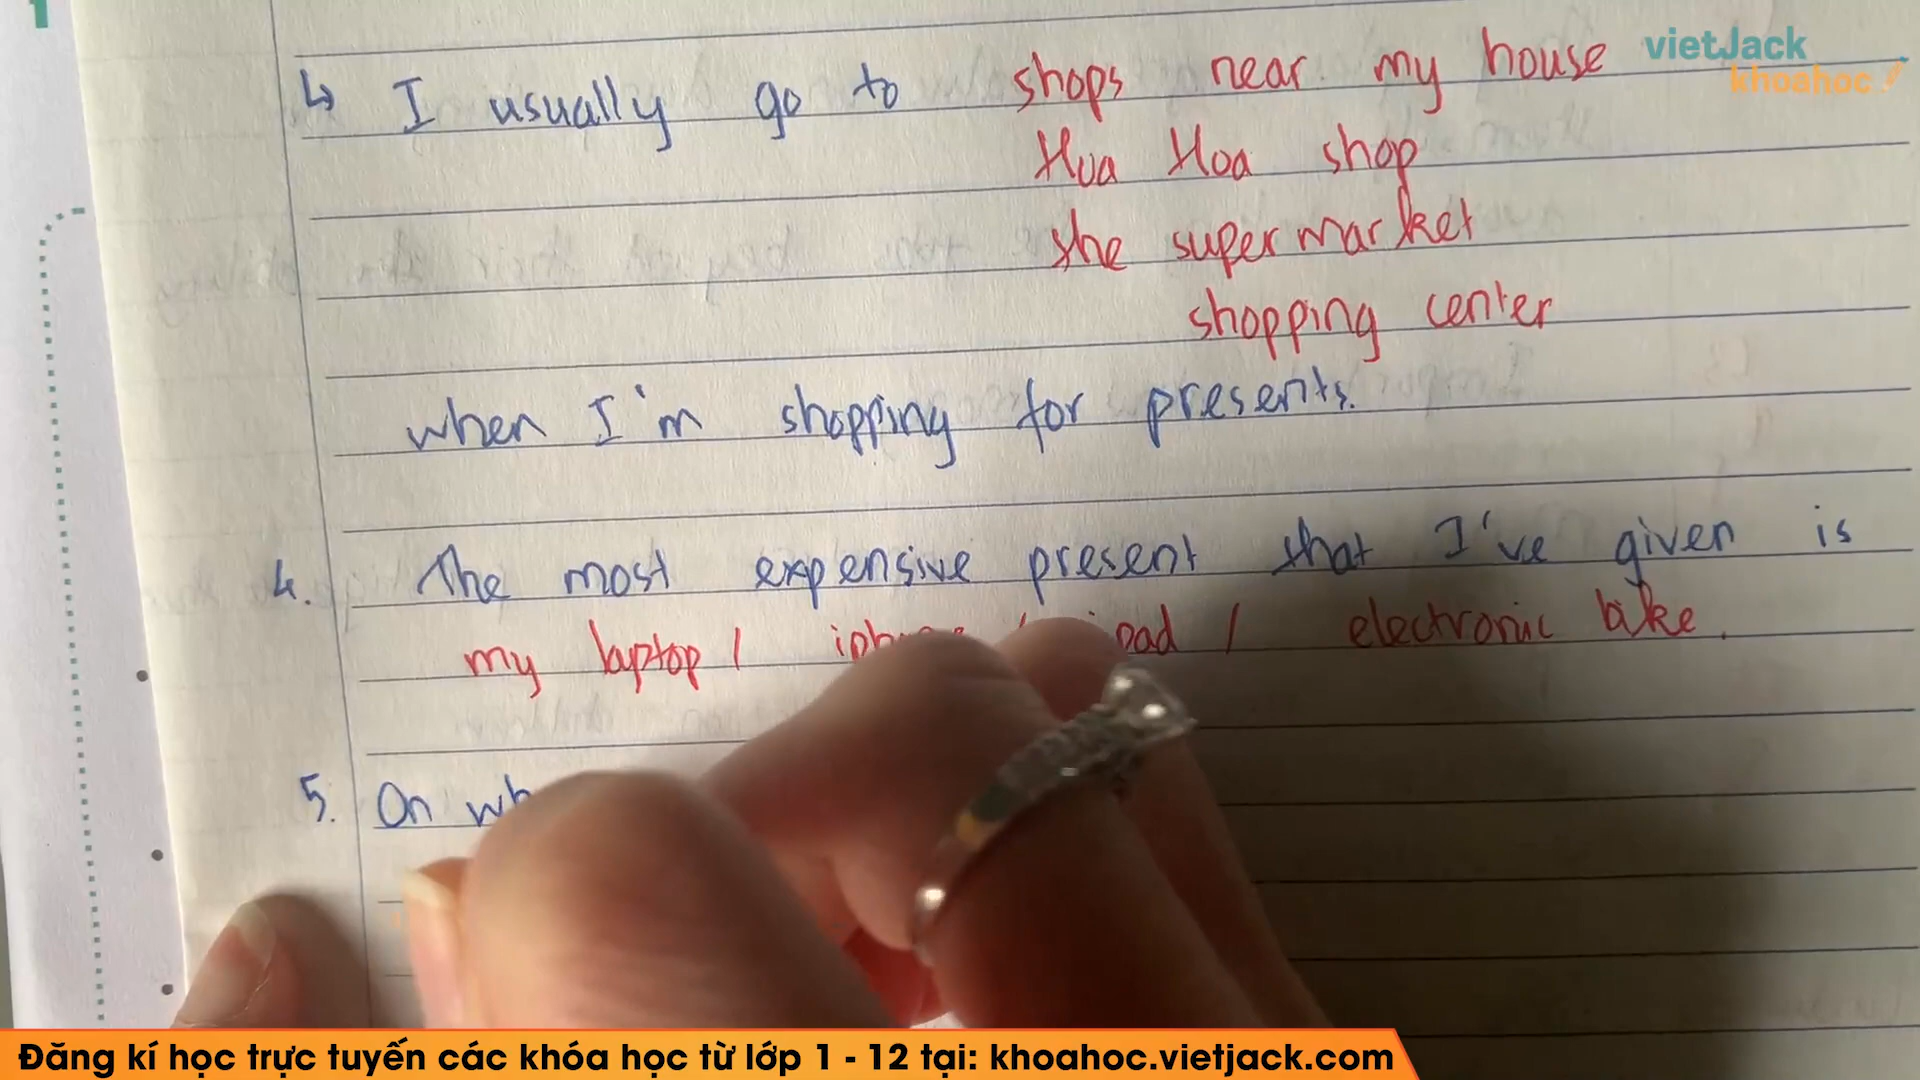 1
vietJack
khoahoc
↳ I usually go to shops near my house
Hua Hoa shop
the supermarket
shopping center
when I'm shopping for presents.
4. The most expensive present that I've given is
my laptop / / electronic bike.
5. On
Đăng kí học trực tuyến các khóa học từ lớp 1 - 12 tại: khoahoc.vietjack.com